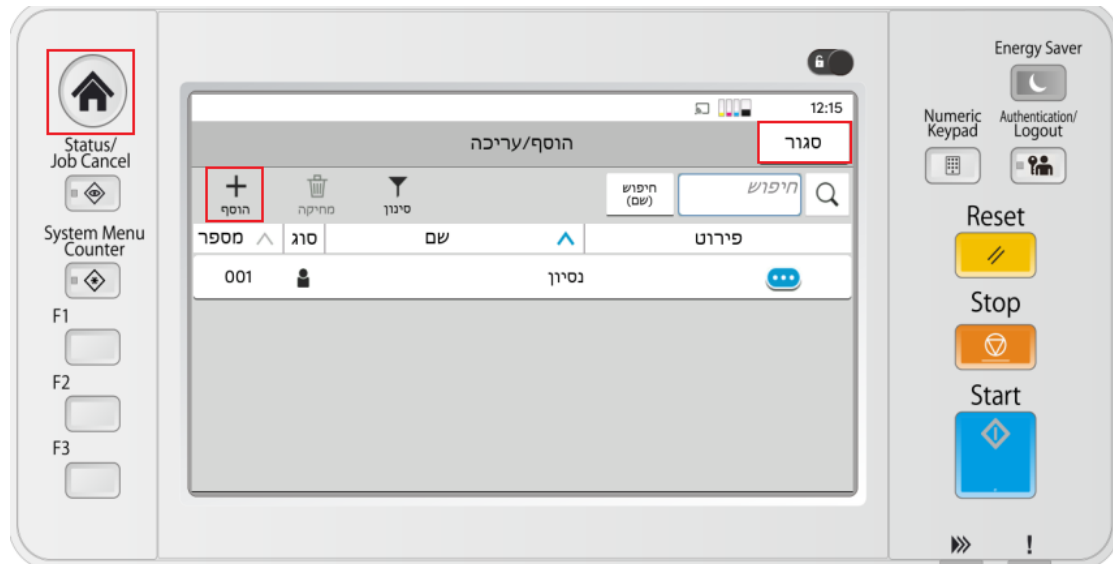 Energy Saver
12:15
Numeric
Keypad
Authentication/
Logout
Status/
Job Cancel
הוסף/עריכה
סגור
הוסף
מחיקה
סינון
חיפוש
(שם)
חיפוש
System Menu
Counter
מספר
סוג
שם
פירוט
001
נסיון
Reset
F1
Stop
F2
Start
F3
!